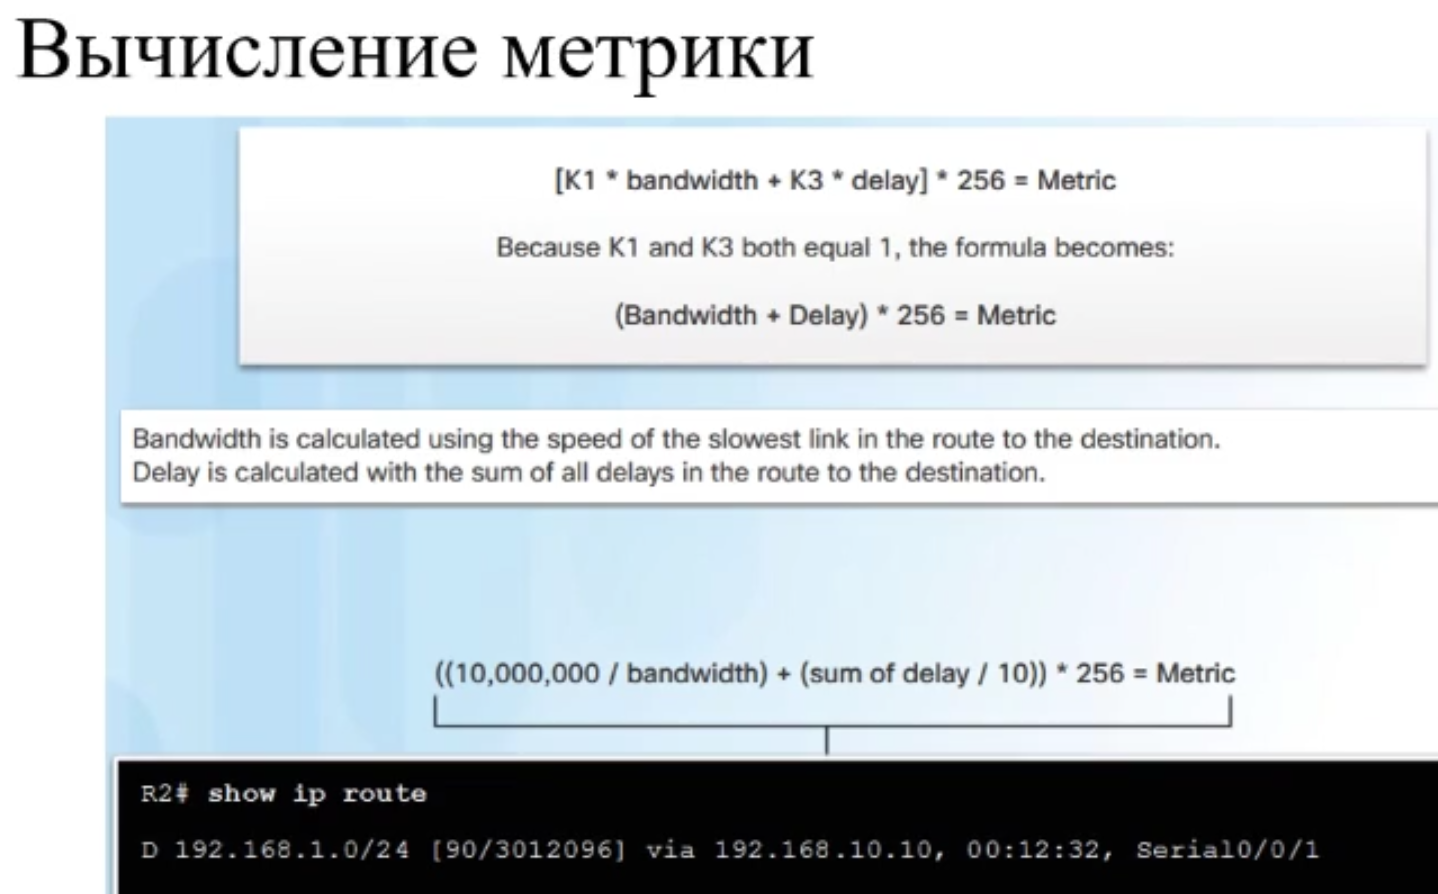 Вычисление метрики
[K1 * bandwidth + K3 * delay] * 256 = Metric
Because K1 and K3 both equal 1, the formula becomes:
(Bandwidth + Delay) * 256 = Metric
Bandwidth is calculated using the speed of the slowest link in the route to the destination.
Delay is calculated with the sum of all delays in the route to the destination.
((10,000,000 / bandwidth) + (sum of delay / 10)) * 256 = Metric
R2# show ip route
D 192.168.1.0/24 [90/3012096] via 192.168.10.10, 00:12:32, Serial0/0/1